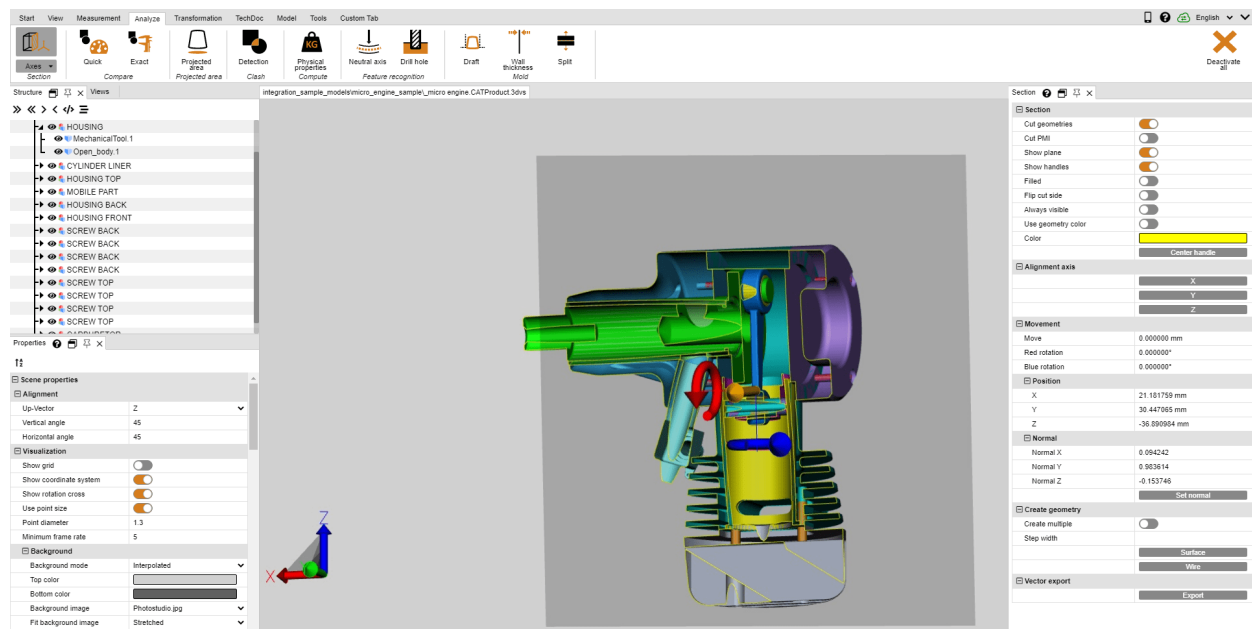 Start View Measurement Analyze Transformation TechDoc Model Tools Custom Tab
English
Axes
Quick
Exact
Projected area
Detection
KG
Physical properties
Neutral axis
Drill hole
Draft
Wall thickness
Split
Deactivate all
Section
Compare
Projected area
Clash
Compute
Feature recognition
Mold
Structure
Views
integration_sample_models\micro_engine_sample\_micro engine.CATProduct.3dvs
HOUSING
MechanicalTool.1
Open_body.1
CYLINDER LINER
HOUSING TOP
MOBILE PART
HOUSING BACK
HOUSING FRONT
SCREW BACK
SCREW BACK
SCREW BACK
SCREW BACK
SCREW TOP
SCREW TOP
SCREW TOP
SCREW TOP
CARBURETOR
Properties
Scene properties
Alignment
Up-Vector Z
Vertical angle 45
Horizontal angle 45
Visualization
Show grid
Show coordinate system
Show rotation cross
Use point size
Point diameter 1.3
Minimum frame rate 5
Background
Background mode Interpolated
Top color
Bottom color
Background image Photostudio.jpg
Fit background image Stretched
Z
X
Section
Section
Cut geometries
Cut PMI
Show plane
Show handles
Filled
Flip cut side
Always visible
Use geometry color
Color
Center handle
Alignment axis
X
Y
Z
Movement
Move 0.000000 mm
Red rotation 0.000000°
Blue rotation 0.000000°
Position
X 21.181759 mm
Y 30.447065 mm
Z -36.890984 mm
Normal
Normal X 0.094242
Normal Y 0.983614
Normal Z -0.153746
Set normal
Create geometry
Create multiple
Step width
Surface
Wire
Vector export
Export